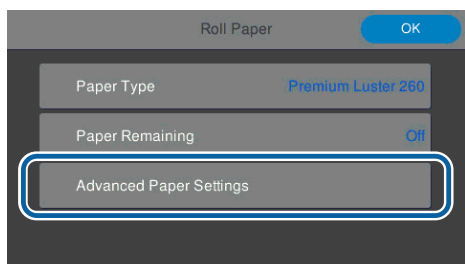 Roll Paper
OK
Paper Type Premium Luster 260
Paper Remaining Off
Advanced Paper Settings